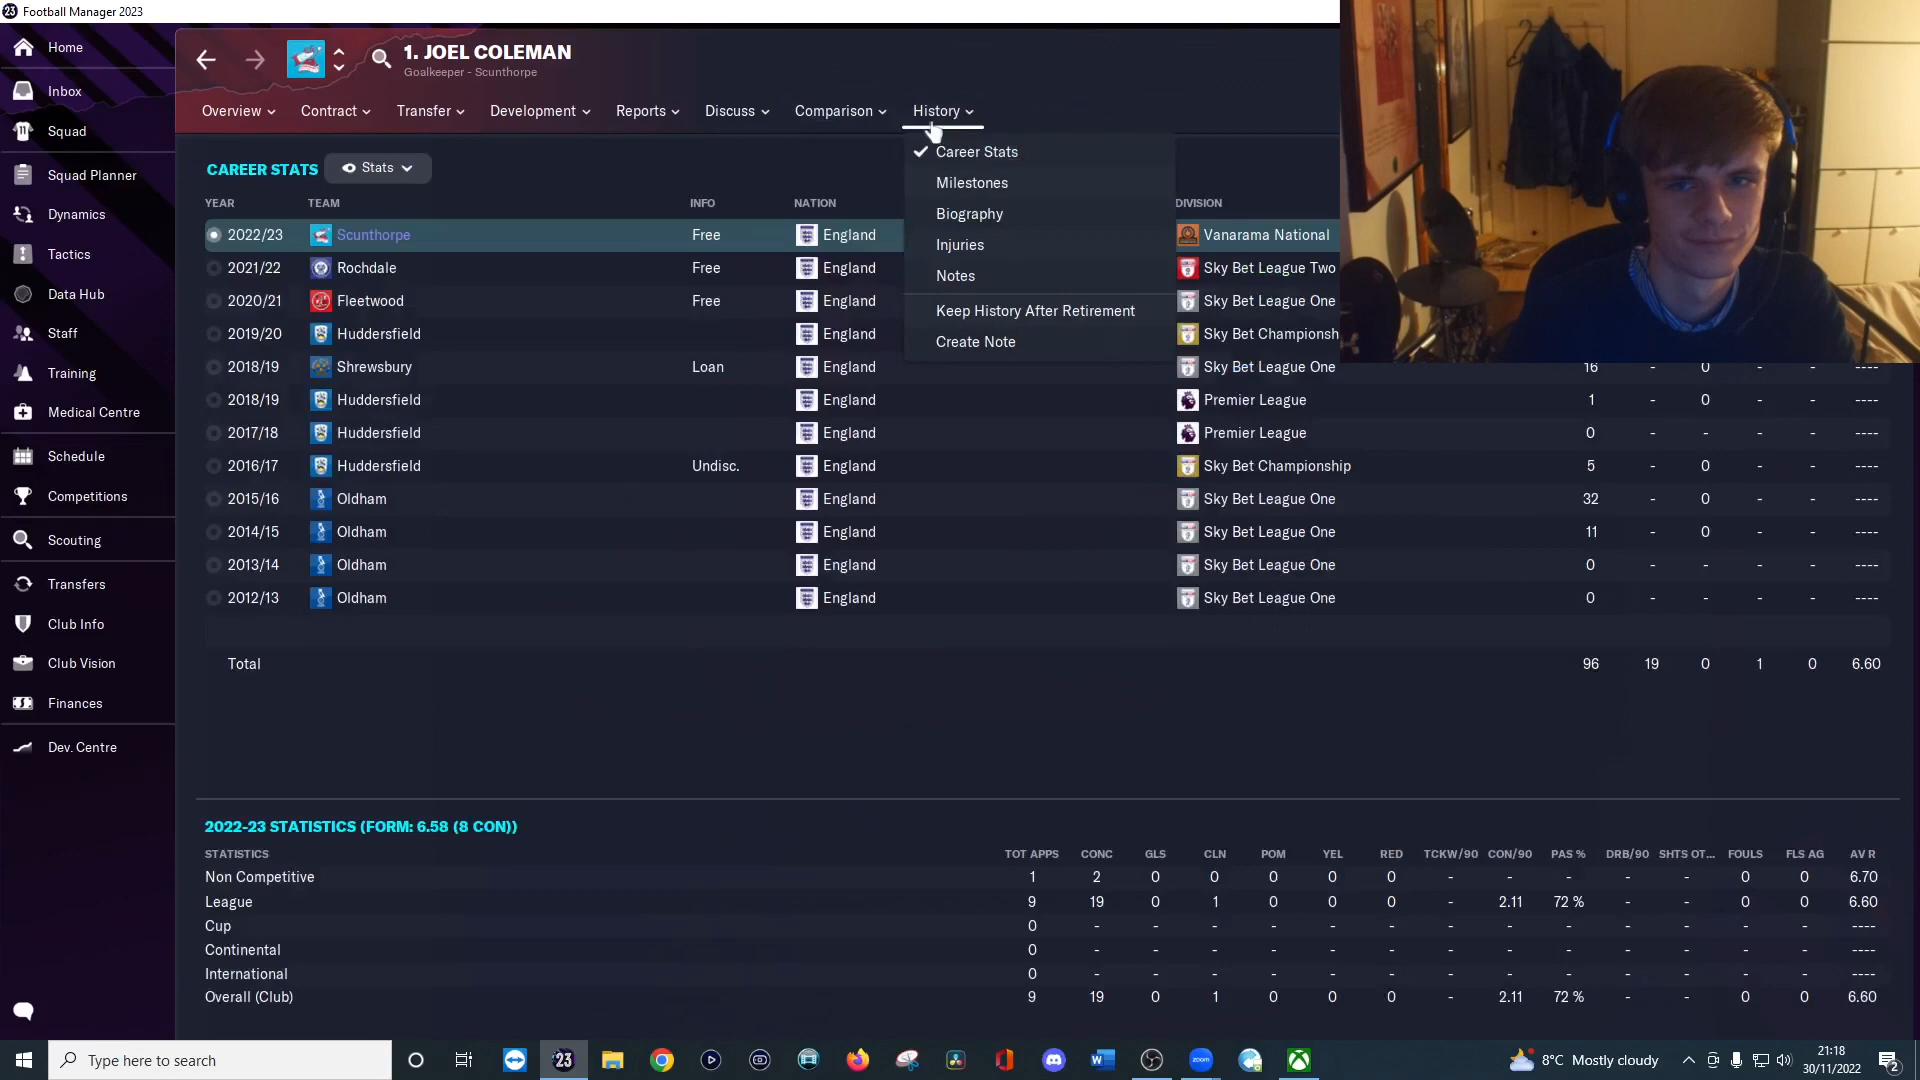 Football Manager 2023
Home
Inbox
Squad
Squad Planner
Dynamics
Tactics
Data Hub
Staff
Training
Medical Centre
Schedule
Competitions
Scouting
Transfers
Club Info
Club Vision
Finances
Dev. Centre
1. JOEL COLEMAN
Goalkeeper - Scunthorpe
Overview Contract Transfer Development Reports Discuss Comparison History
Career Stats
Milestones
Biography
Injuries
Notes
Keep History After Retirement
Create Note
CAREER STATS Stats
YEAR TEAM INFO NATION DIVISION
2022/23 Scunthorpe Free England Vanarama National
2021/22 Rochdale Free England Sky Bet League Two
2020/21 Fleetwood Free England Sky Bet League One
2019/20 Huddersfield England Sky Bet Championsh
2018/19 Shrewsbury Loan England Sky Bet League One 16 - 0 - - ----
2018/19 Huddersfield England Premier League 1 - 0 - - ----
2017/18 Huddersfield England Premier League 0 - - - - ----
2016/17 Huddersfield Undisc. England Sky Bet Championship 5 - 0 - - ----
2015/16 Oldham England Sky Bet League One 32 - 0 - - ----
2014/15 Oldham England Sky Bet League One 11 - 0 - - ----
2013/14 Oldham England Sky Bet League One 0 - - - - ----
2012/13 Oldham England Sky Bet League One 0 - - - - ----
Total 96 19 0 1 0 6.60
2022-23 STATISTICS (FORM: 6.58 (8 CON))
STATISTICS TOT APPS CONC GLS CLN POM YEL RED TCKW/90 CON/90 PAS % DRB/90 SHTS OT... FOULS FLS AG AV R
Non Competitive 1 2 0 0 0 0 0 - - - - - 0 0 6.70
League 9 19 0 1 0 0 0 - 2.11 72 % - - 0 0 6.60
Cup 0 - - - - - - - - - - - - - ----
Continental 0 - - - - - - - - - - - - - ----
International 0 - - - - - - - - - - - - - ----
Overall (Club) 9 19 0 1 0 0 0 - 2.11 72 % - - 0 0 6.60
Type here to search
23
8°C Mostly cloudy
21:18
30/11/2022
2